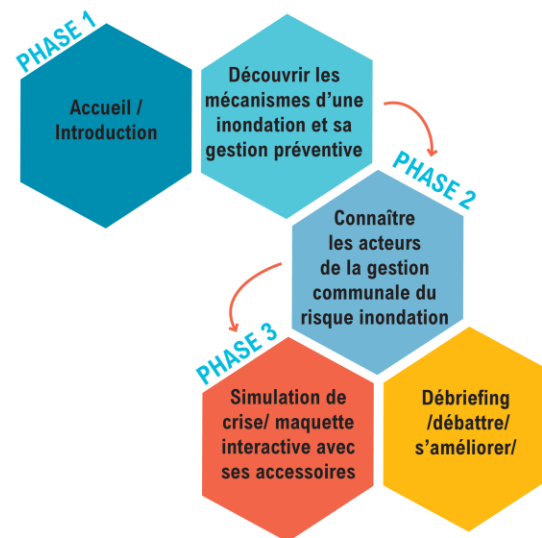 PHASE 1
Accueil /
Introduction
Découvrir les
mécanismes d’une
inondation et sa
gestion préventive
PHASE 2
Connaître
les acteurs
de la gestion
communale du
risque inondation
PHASE 3
Simulation de
crise/ maquette
interactive avec
ses accessoires
Débriefing
/débattre/
s’améliorer/